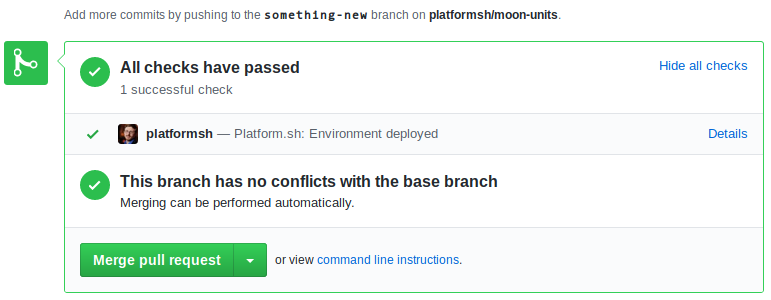 Add more commits by pushing to the something-new branch on platformsh/moon-units.
All checks have passed
Hide all checks
1 successful check
platformsh — Platform.sh: Environment deployed
Details
This branch has no conflicts with the base branch
Merging can be performed automatically.
Merge pull request
or view command line instructions.